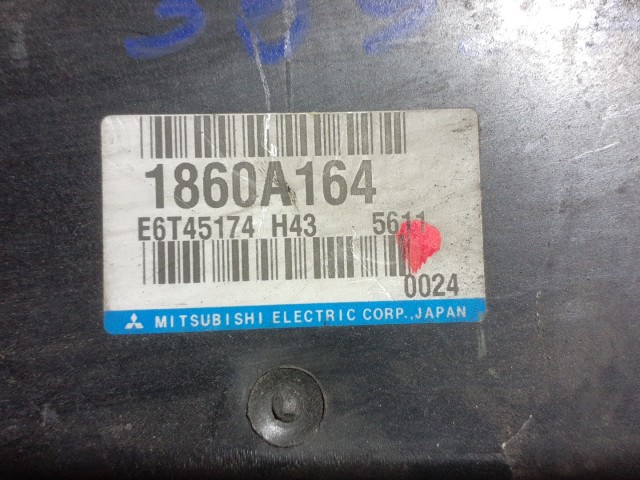 1860A164
E6T45174 H43 5611
0024
MITSUBISHI ELECTRIC CORP.,JAPAN